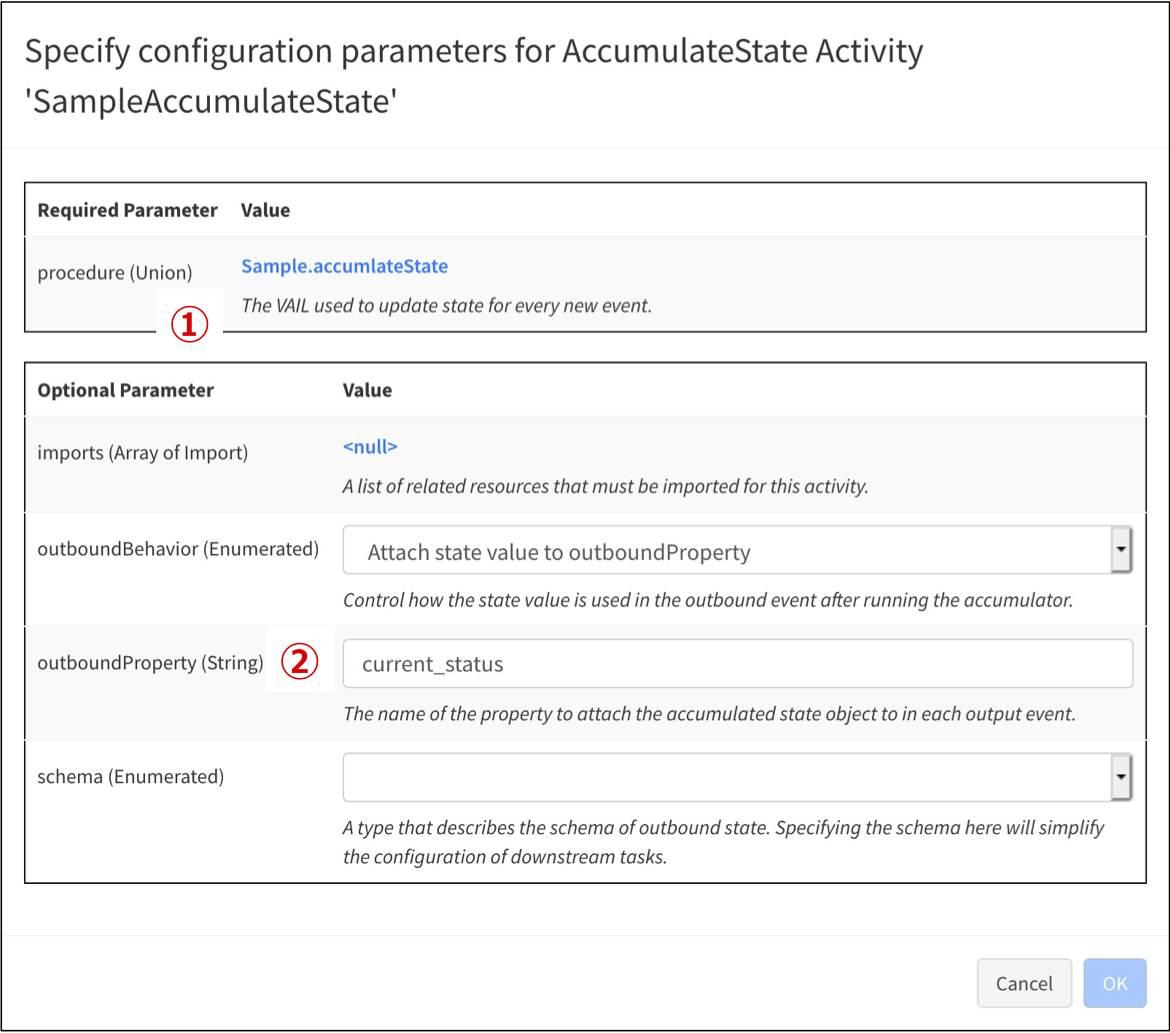 Specify configuration parameters for AccumulateState Activity
'SampleAccumulateState'
Required Parameter Value
procedure (Union) Sample.accumlateState
The VAIL used to update state for every new event.
①
Optional Parameter Value
imports (Array of Import) <null>
A list of related resources that must be imported for this activity.
outboundBehavior (Enumerated) Attach state value to outboundProperty
Control how the state value is used in the outbound event after running the accumulator.
outboundProperty (String) ② current_status
The name of the property to attach the accumulated state object to in each output event.
schema (Enumerated)
A type that describes the schema of outbound state. Specifying the schema here will simplify
the configuration of downstream tasks.
Cancel OK